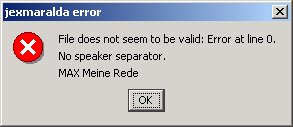 jexmaralda error
File does not seem to be valid: Error at line 0.
No speaker separator.
MAX Meine Rede
OK